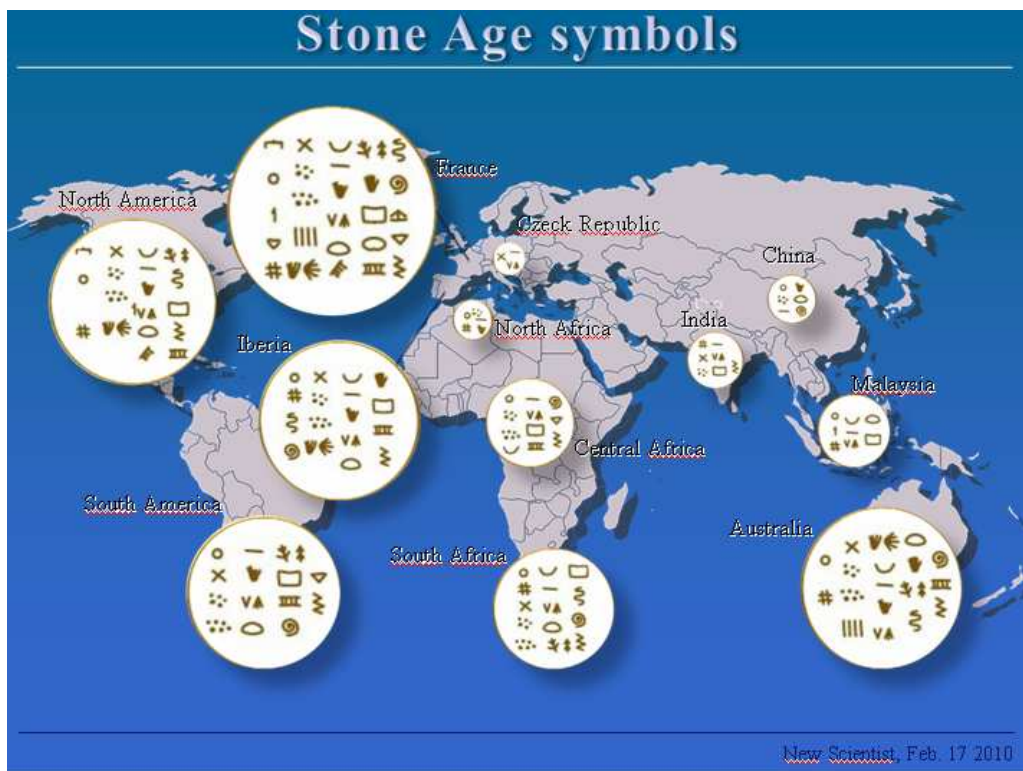 Stone Age symbols
France
North America
Czeck Republic
China
North Africa
India
Iberia
Malaysia
Central Africa
South America
South Africa
Australia
New Scientist, Feb. 17 2010